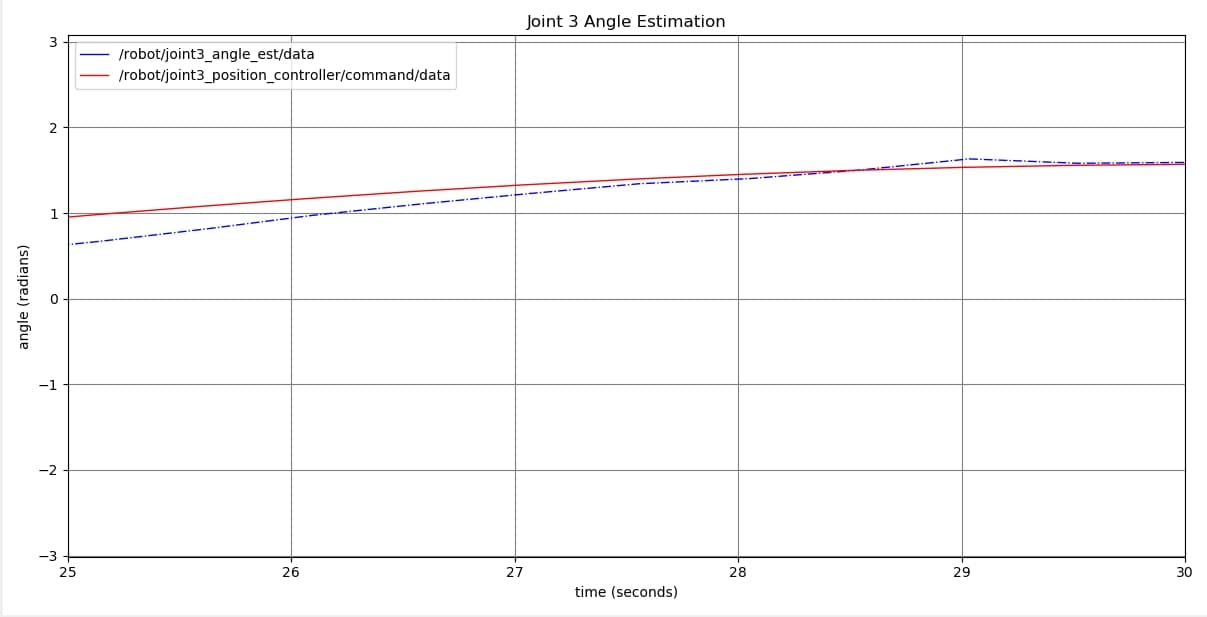 Joint 3 Angle Estimation
/robot/joint3_angle_est/data
/robot/joint3_position_controller/command/data
angle (radians)
3
2
1
0
−1
−2
−3
25 26 27 28 29 30
time (seconds)